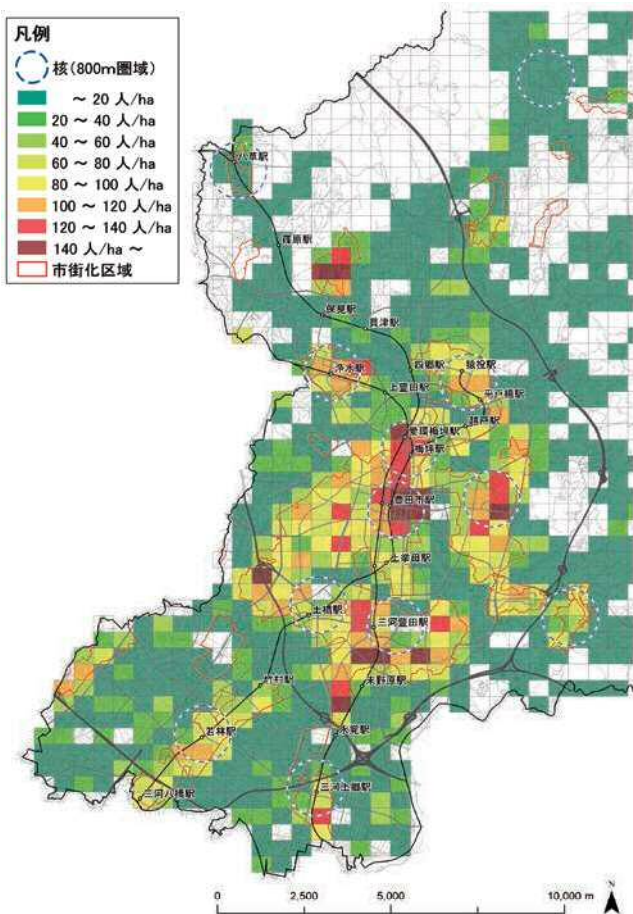 凡例
核(800m圏域)
～ 20 人/ha
20 ～ 40 人/ha
40 ～ 60 人/ha
60 ～ 80 人/ha
80 ～ 100 人/ha
100 ～ 120 人/ha
120 ～ 140 人/ha
140 人/ha ～
市街化区域
八草駅
篠原駅
保見駅
貝津駅
浄水駅
四郷駅
猿投駅
上豊田駅
平戸橋駅
越戸駅
愛環梅坪駅
梅坪駅
豊田市駅
上挙母駅
土橋駅
三河豊田駅
竹村駅
末野原駅
若林駅
永覚駅
三河八橋駅
三河上郷駅
N
0 2,500 5,000 10,000 m